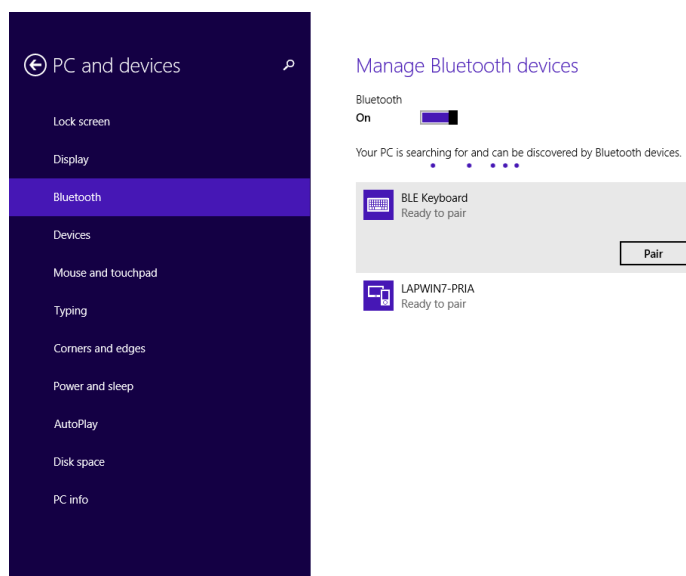 PC and devices
Lock screen
Display
Bluetooth
Devices
Mouse and touchpad
Typing
Corners and edges
Power and sleep
AutoPlay
Disk space
PC info
Manage Bluetooth devices
Bluetooth
On
Your PC is searching for and can be discovered by Bluetooth devices.
BLE Keyboard
Ready to pair
Pair
LAPWIN7-PRIA
Ready to pair